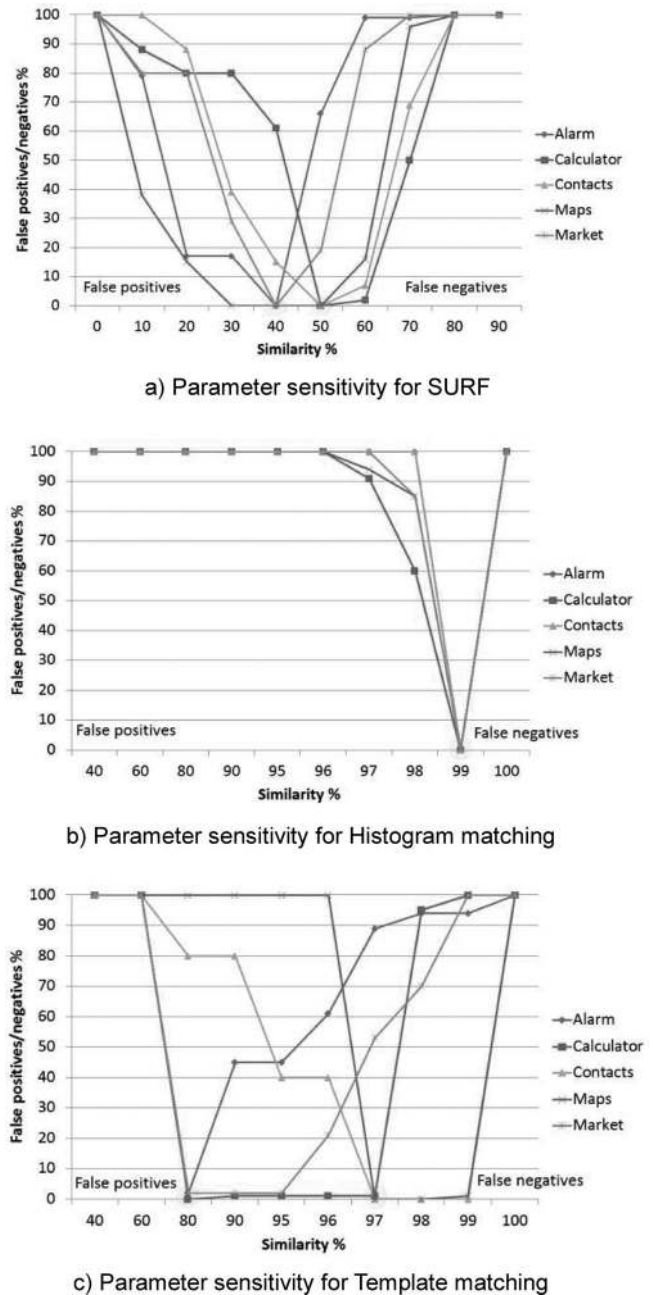 100
90
80
70
60
50
40
30
20
10
0
False positives/negatives %
False positives
False negatives
0 10 20 30 40 50 60 70 80 90
Similarity %
Alarm
Calculator
Contacts
Maps
Market
a) Parameter sensitivity for SURF
100
90
80
70
60
50
40
30
20
10
0
False positives/negatives %
False positives
False negatives
40 60 80 90 95 96 97 98 99 100
Similarity %
Alarm
Calculator
Contacts
Maps
Market
b) Parameter sensitivity for Histogram matching
100
90
80
70
60
50
40
30
20
10
0
False positives/negatives %
False positives
False negatives
40 60 80 90 95 96 97 98 99 100
Similarity %
Alarm
Calculator
Contacts
Maps
Market
c) Parameter sensitivity for Template matching